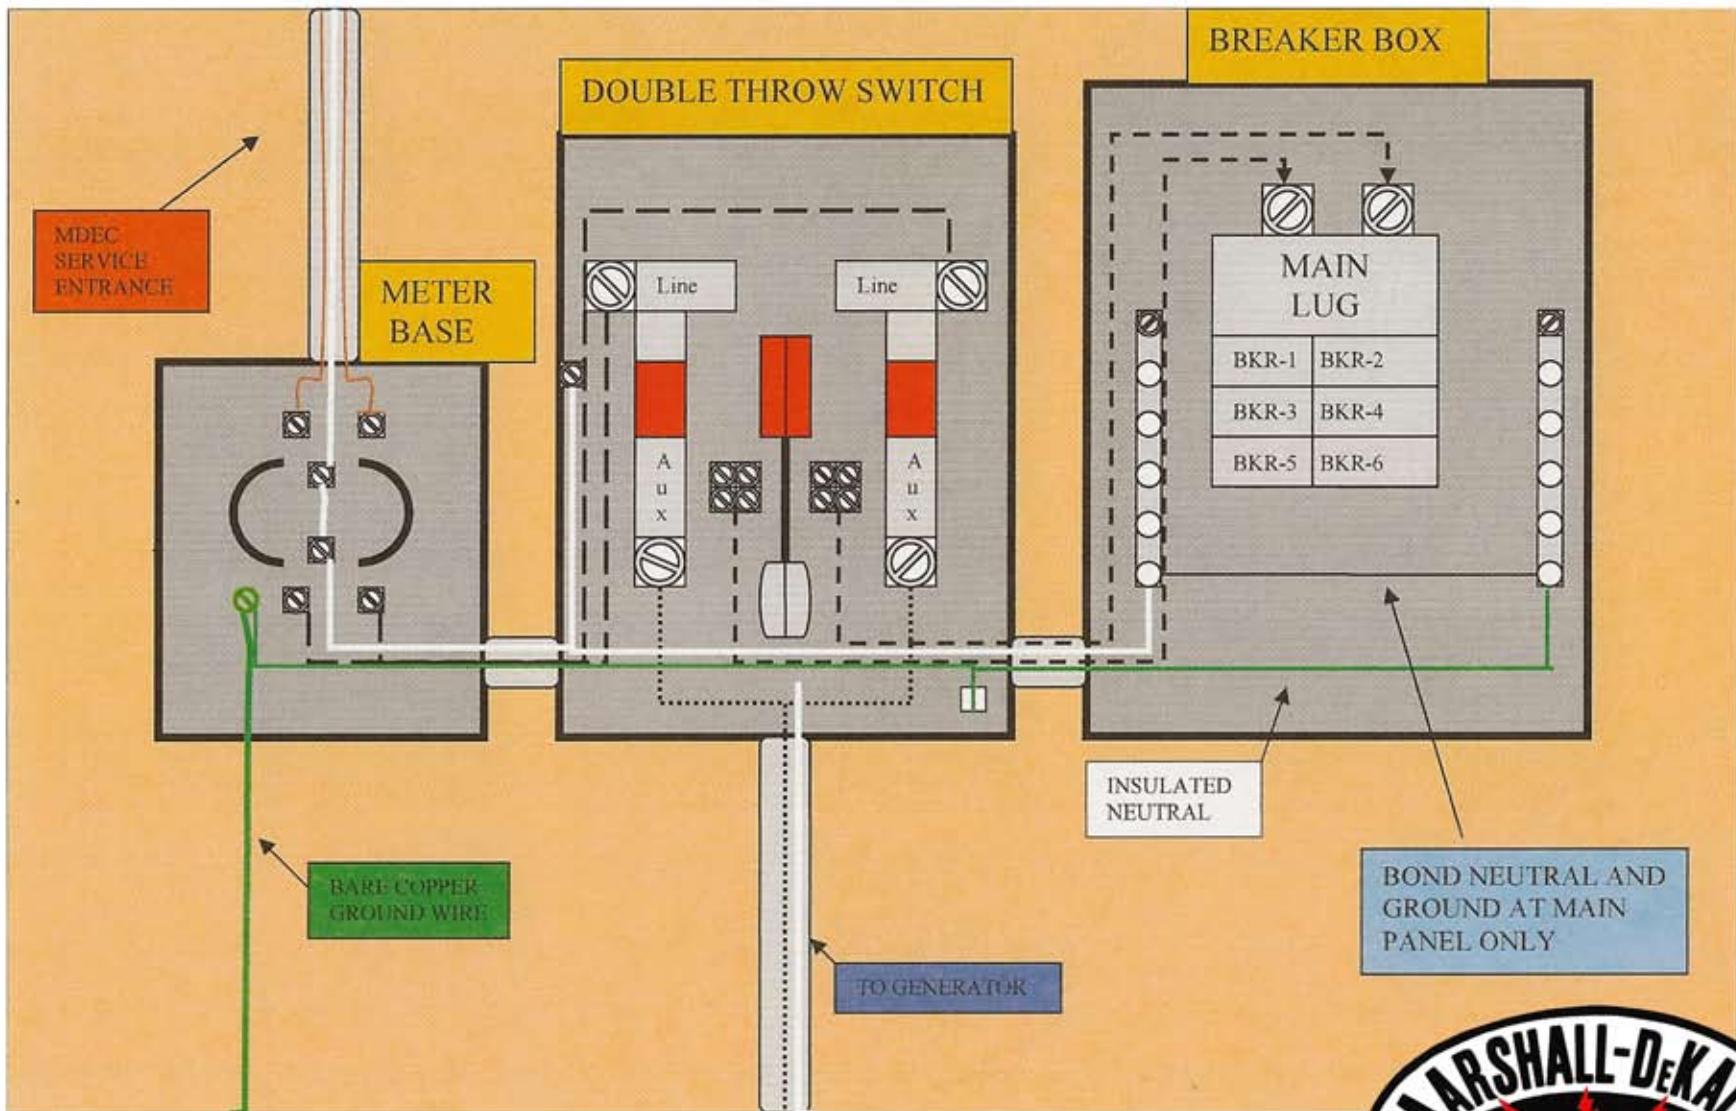 BREAKER BOX
DOUBLE THROW SWITCH
MDEC
SERVICE
ENTRANCE
METER
BASE
Line
Line
MAIN
LUG
BKR-1 BKR-2
BKR-3 BKR-4
BKR-5 BKR-6
A
u
x
A
u
x
INSULATED
NEUTRAL
BARE COPPER
GROUND WIRE
BOND NEUTRAL AND
GROUND AT MAIN
PANEL ONLY
TO GENERATOR